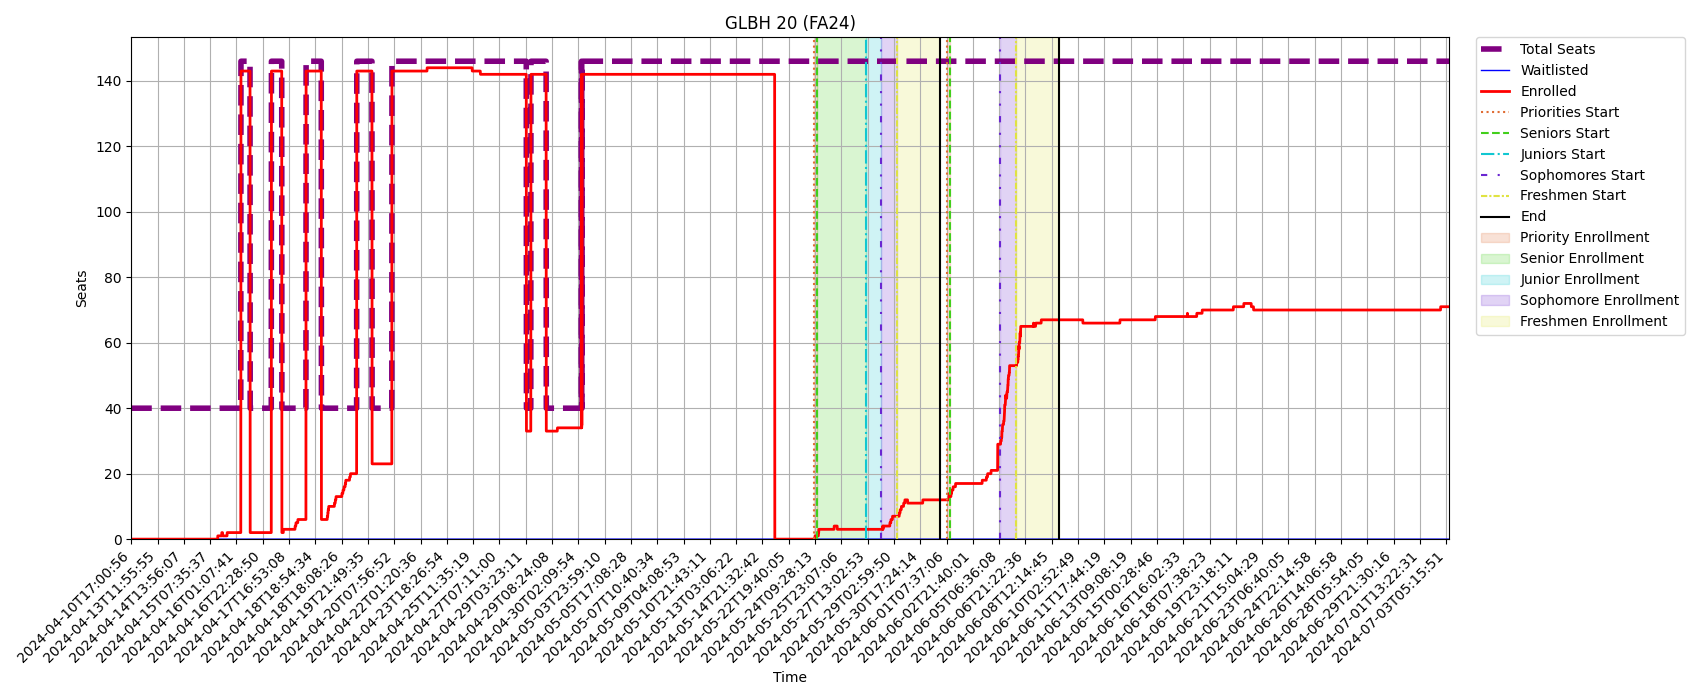 GLBH 20 (FA24)
Seats
140
120
100
80
60
40
20
0
2024-04-10T17:00:56
2024-04-13T11:55:55
2024-04-14T13:56:07
2024-04-15T07:35:37
2024-04-16T01:07:41
2024-04-16T22:28:50
2024-04-17T16:53:09
2024-04-18T18:54:34
2024-04-18T18:08:26
2024-04-19T21:49:35
2024-04-20T07:56:52
2024-04-22T01:20:36
2024-04-23T18:26:54
2024-04-25T11:35:19
2024-04-27T07:11:00
2024-04-29T03:23:11
2024-04-29T08:24:08
2024-04-30T02:09:54
2024-05-03T23:59:10
2024-05-05T17:08:28
2024-05-07T10:40:34
2024-05-09T04:08:53
2024-05-10T21:43:11
2024-05-13T03:06:22
2024-05-14T21:32:42
2024-05-22T19:40:05
2024-05-24T09:28:13
2024-05-25T23:07:06
2024-05-27T13:02:53
2024-05-29T02:59:50
2024-05-30T17:24:14
2024-06-01T07:37:06
2024-06-02T21:40:01
2024-06-05T06:36:08
2024-06-06T21:22:36
2024-06-08T12:14:45
2024-06-10T02:52:49
2024-06-11T17:44:19
2024-06-13T09:08:19
2024-06-15T00:28:46
2024-06-16T16:02:33
2024-06-18T07:38:23
2024-06-19T23:18:11
2024-06-21T15:04:29
2024-06-23T06:40:05
2024-06-24T22:14:58
2024-06-26T14:06:58
2024-06-28T05:54:05
2024-06-29T21:30:16
2024-07-01T13:22:31
2024-07-03T05:15:51
Time
Total Seats
Waitlisted
Enrolled
Priorities Start
Seniors Start
Juniors Start
Sophomores Start
Freshmen Start
End
Priority Enrollment
Senior Enrollment
Junior Enrollment
Sophomore Enrollment
Freshmen Enrollment